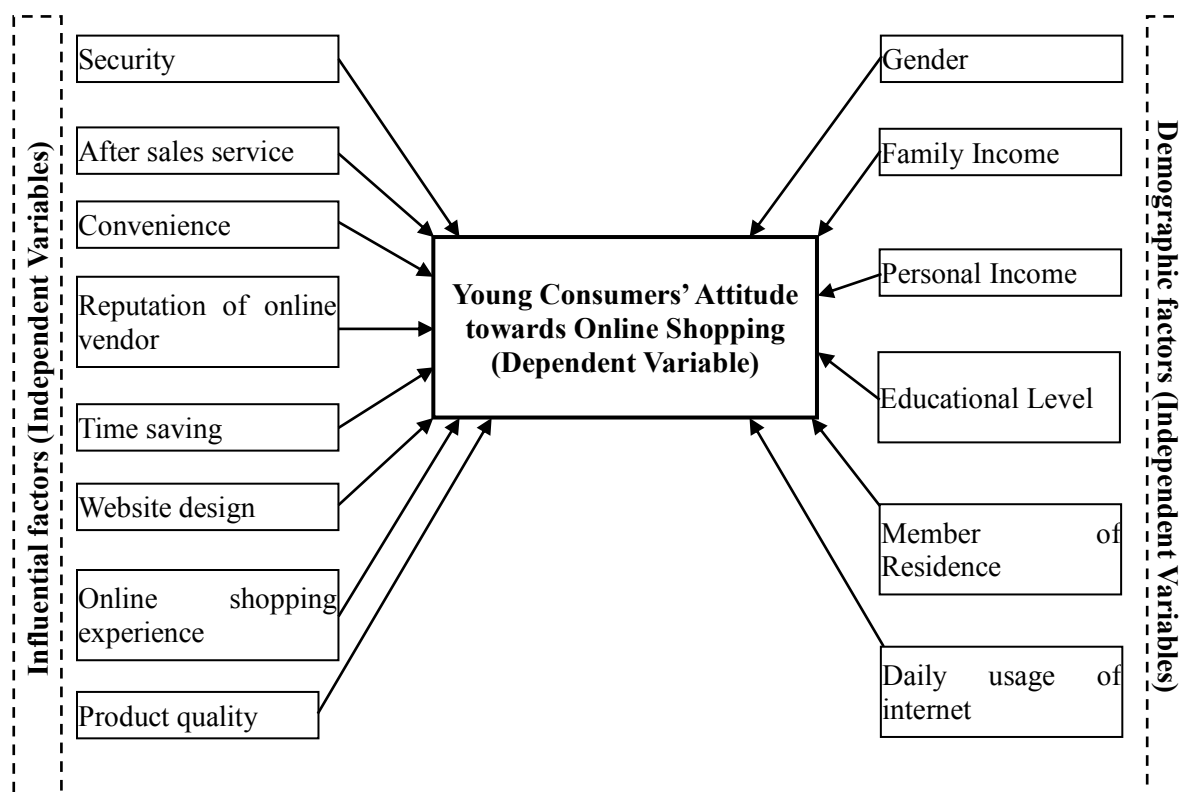 Influential factors (Independent Variables)
Security
After sales service
Convenience
Reputation of online
vendor
Time saving
Website design
Online shopping
experience
Product quality
Young Consumers’ Attitude
towards Online Shopping
(Dependent Variable)
Gender
Family Income
Personal Income
Educational Level
Member of
Residence
Daily usage of
internet
Demographic factors (Independent Variables)